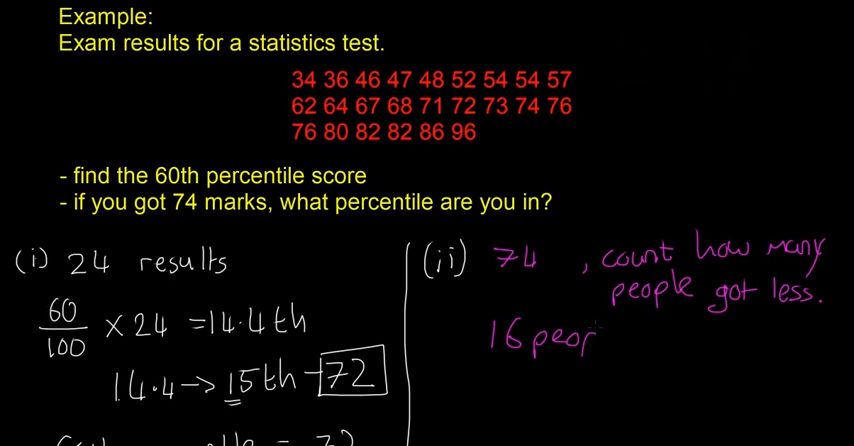 Example:
Exam results for a statistics test.
34 36 46 47 48 52 54 54 57
62 64 67 68 71 72 73 74 76
76 80 82 82 86 96
- find the 60th percentile score
- if you got 74 marks, what percentile are you in?
(i) 24 results
60/100 × 24 = 14.4th
14.4 → 15th - 72
(ii) 74 , count how many
people got less.
16 peop
= 72